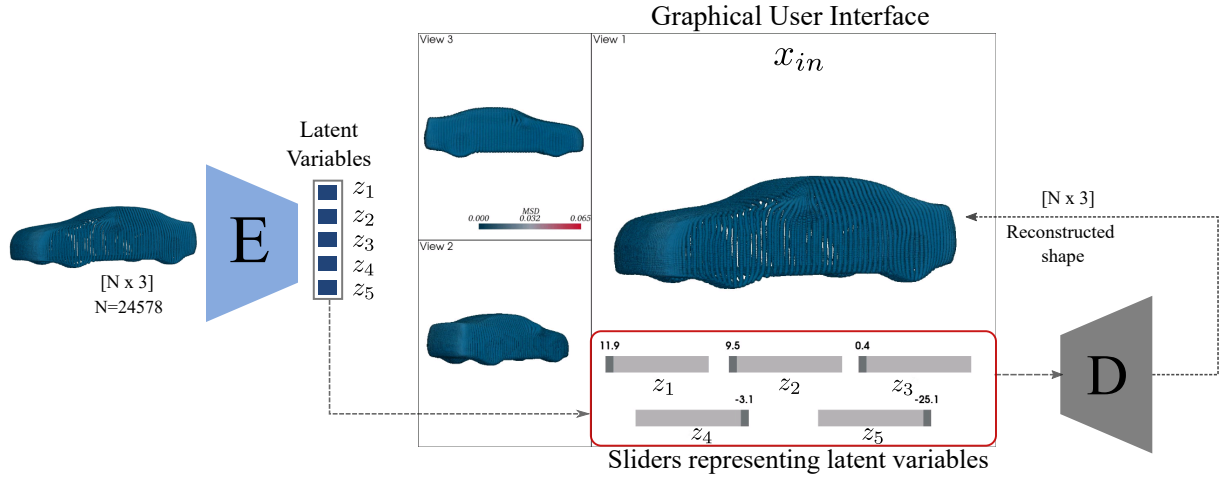 Graphical User Interface
View 3
View 1
x_{in}
Latent
Variables
z_1
z_2
z_3
z_4
z_5
E
[N x 3]
N=24578
MSD
0.000 0.032 0.065
View 2
[N x 3]
Reconstructed
shape
11.9 9.5 0.4
z_1 z_2 z_3
-3.1 -25.1
z_4 z_5
D
Sliders representing latent variables